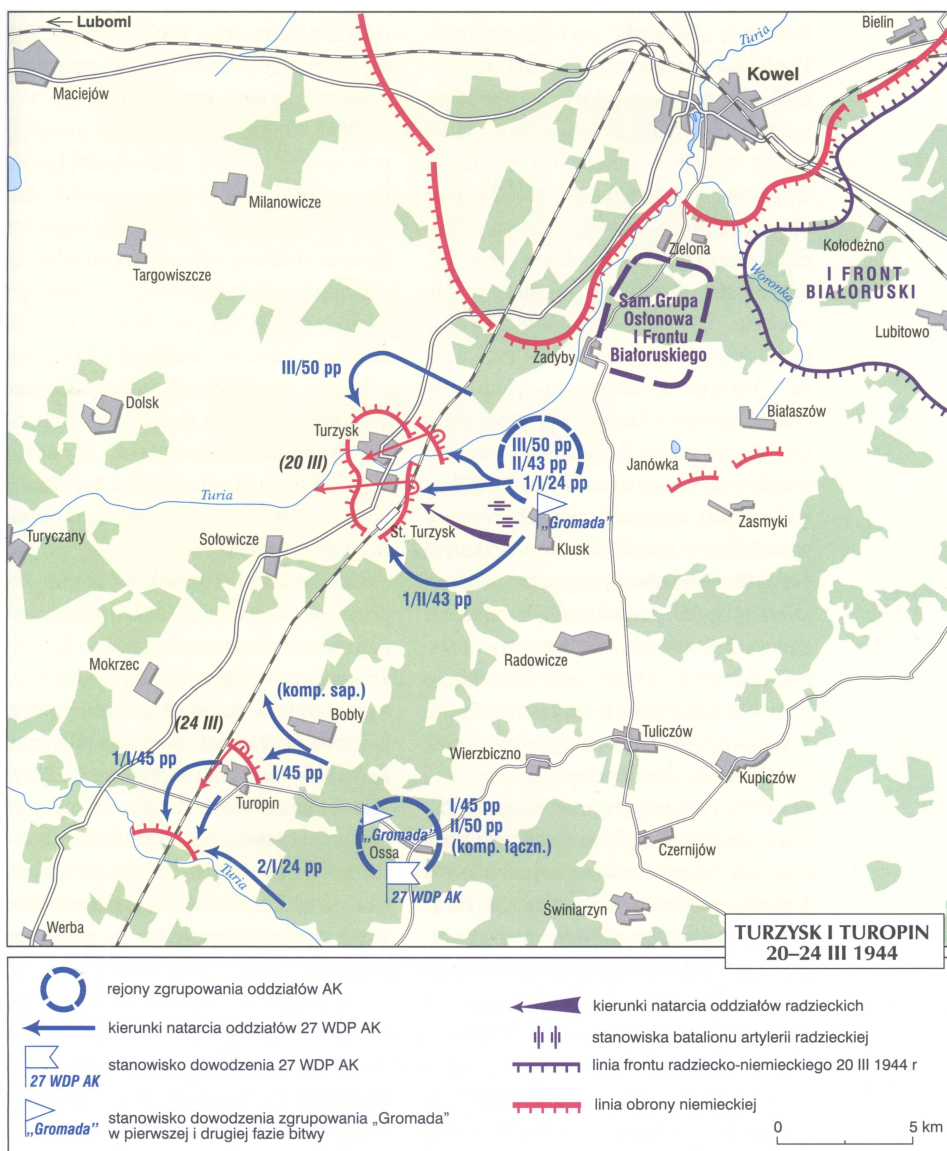 Luboml
Bielin
Turia
Kowel
Maciejów
Milanowicze
Targowiszcze
Zielona
Kołodeżno
Woronka
I FRONT
BIAŁORUSKI
Sam.Grupa
Osłonowa
I Frontu
Białoruskiego
Lubitowo
Zadyby
III/50 pp
Dolsk
Białaszów
Turzysk
(20 III)
III/50 pp
II/43 pp
1/I/24 pp
Janówka
Turia
„Gromada”
Zasmyki
Turyczany
Sołowicze
St. Turzysk
Klusk
1/II/43 pp
Radowicze
Mokrzec
(komp. sap.)
Bobły
(24 III)
Tuliczów
Wierzbiczno
1/I/45 pp
I/45 pp
Kupiczów
Turopin
I/45 pp
II/50 pp
(komp. łączn.)
„Gromada”
Ossa
Czernijów
2/I/24 pp
Turia
27 WDP AK
Świniarzyn
Werba
TURZYSK I TUROPIN
20–24 III 1944
rejony zgrupowania oddziałów AK
kierunki natarcia oddziałów 27 WDP AK
27 WDP AK
stanowisko dowodzenia 27 WDP AK
„Gromada”
stanowisko dowodzenia zgrupowania „Gromada”
w pierwszej i drugiej fazie bitwy
kierunki natarcia oddziałów radzieckich
stanowiska batalionu artylerii radzieckiej
linia frontu radziecko-niemieckiego 20 III 1944 r
linia obrony niemieckiej
0 5 km